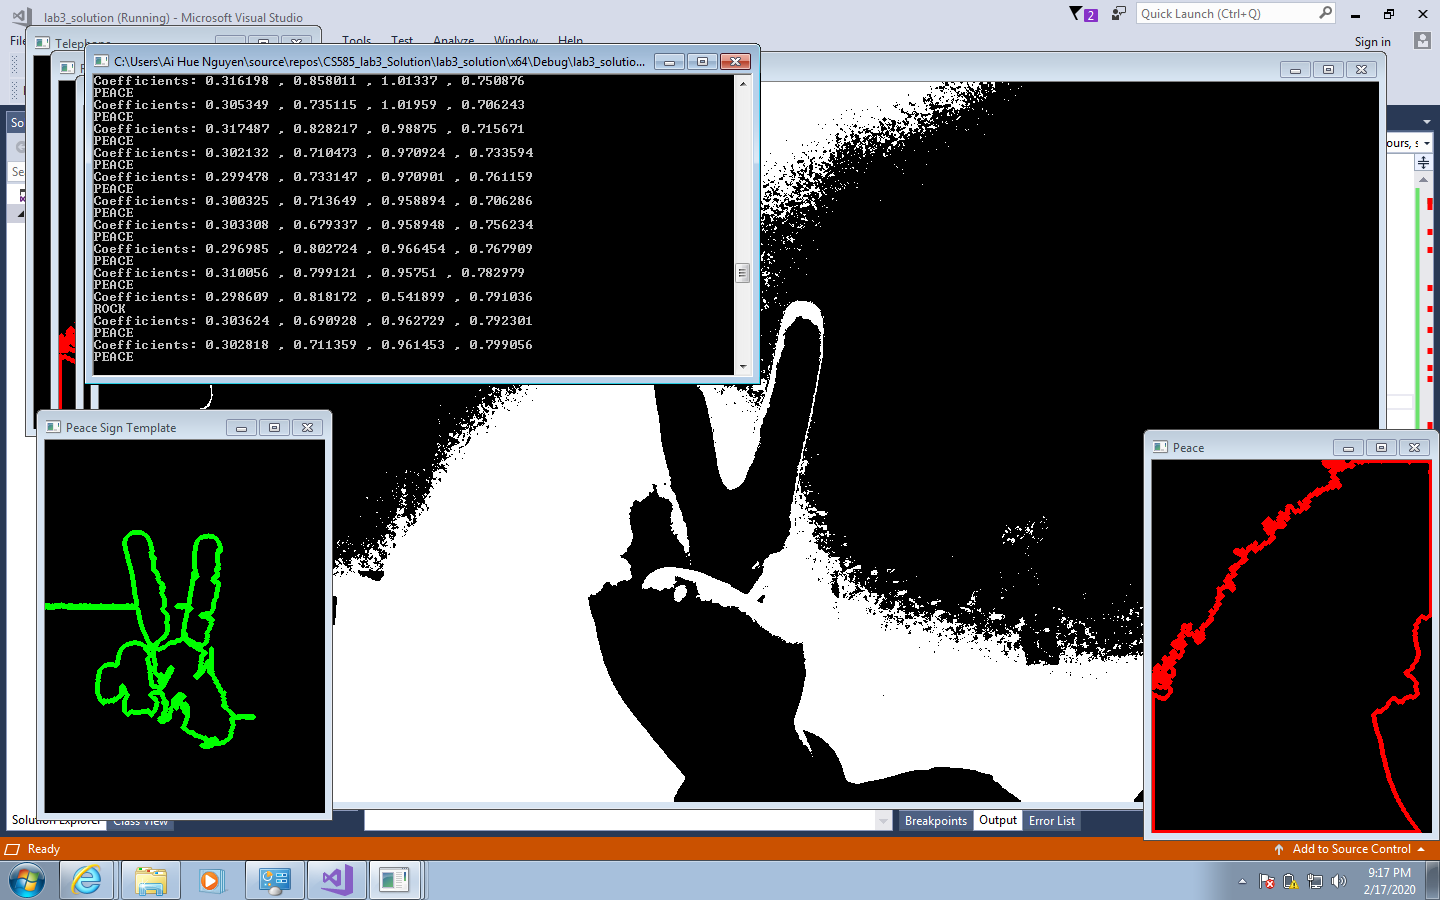 lab3_solution (Running) - Microsoft Visual Studio
2
Quick Launch (Ctrl+Q)
Tools Test Analyze Window Help
Sign in
Telephone
C:\Users\Ai Hue Nguyen\source\repos\CS585_lab3_Solution\lab3_solution\x64\Debug\lab3_solutio...
Coefficients: 0.316198 , 0.858011 , 1.01337 , 0.750876
PEACE
Coefficients: 0.305349 , 0.735115 , 1.01959 , 0.706243
PEACE
Coefficients: 0.317487 , 0.828217 , 0.98875 , 0.715671
PEACE
Coefficients: 0.302132 , 0.710473 , 0.970924 , 0.733594
PEACE
Coefficients: 0.299478 , 0.733147 , 0.970901 , 0.761159
PEACE
Coefficients: 0.300325 , 0.713649 , 0.958894 , 0.706286
PEACE
Coefficients: 0.303308 , 0.679337 , 0.958948 , 0.756234
PEACE
Coefficients: 0.296985 , 0.802724 , 0.966454 , 0.767909
PEACE
Coefficients: 0.310056 , 0.799121 , 0.95751 , 0.782979
PEACE
Coefficients: 0.298609 , 0.818172 , 0.541899 , 0.791036
ROCK
Coefficients: 0.303624 , 0.690928 , 0.962729 , 0.792301
PEACE
Coefficients: 0.302818 , 0.711359 , 0.961453 , 0.799056
PEACE
ours, s
Peace Sign Template
Peace
Solution Explorer Class View
Breakpoints Output Error List
Ready
Add to Source Control
9:17 PM
2/17/2020